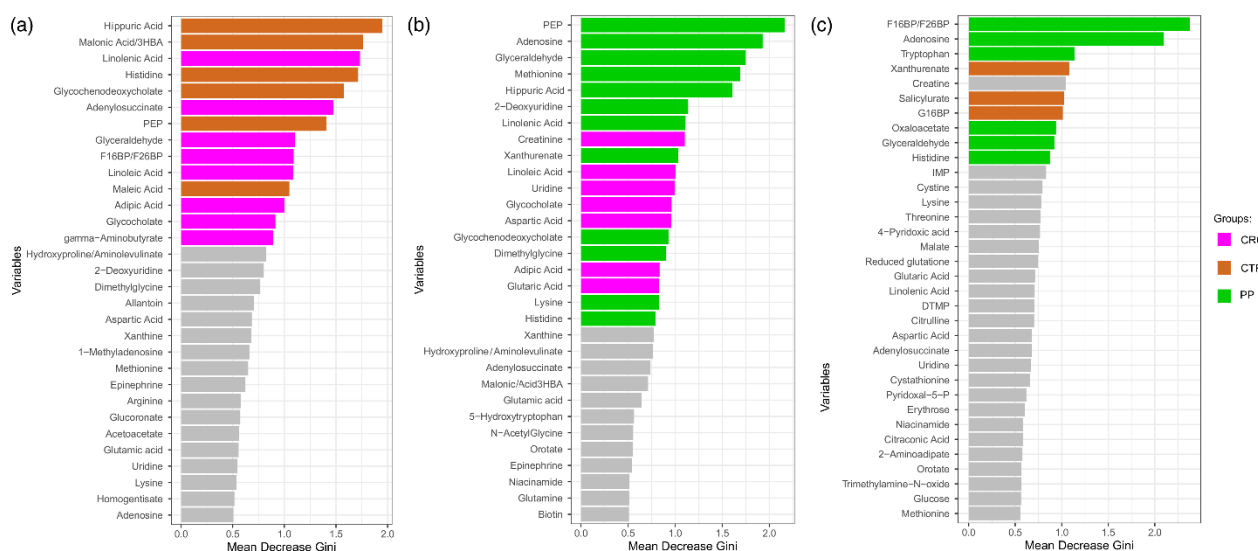 (a)
Hippuric Acid
Malonic Acid/3HBA
Linolenic Acid
Histidine
Glycochenodeoxycholate
Adenylosuccinate
PEP
Glyceraldehyde
F16BP/F26BP
Linoleic Acid
Maleic Acid
Adipic Acid
Glycocholate
gamma-Aminobutyrate
Hydroxyproline/Aminolevulinate
2-Deoxyuridine
Dimethylglycine
Allantoin
Aspartic Acid
Xanthine
1-Methyladenosine
Methionine
Epinephrine
Arginine
Glucoronate
Acetoacetate
Glutamic acid
Uridine
Lysine
Homogentisate
Adenosine
Variables
0.0 0.5 1.0 1.5 2.0
Mean Decrease Gini
(b)
PEP
Adenosine
Glyceraldehyde
Methionine
Hippuric Acid
2-Deoxyuridine
Linolenic Acid
Creatinine
Xanthurenate
Linoleic Acid
Uridine
Glycocholate
Aspartic Acid
Glycochenodeoxycholate
Dimethylglycine
Adipic Acid
Glutaric Acid
Lysine
Histidine
Xanthine
Hydroxyproline/Aminolevulinate
Adenylosuccinate
Malonic/Acid3HBA
Glutamic acid
5-Hydroxytryptophan
N-AcetylGlycine
Orotate
Epinephrine
Niacinamide
Glutamine
Biotin
Variables
0.0 0.5 1.0 1.5 2.0
Mean Decrease Gini
(c)
F16BP/F26BP
Adenosine
Tryptophan
Xanthurenate
Creatine
Salicylurate
G16BP
Oxaloacetate
Glyceraldehyde
Histidine
IMP
Cystine
Lysine
Threonine
4-Pyridoxic acid
Malate
Reduced glutatione
Glutaric Acid
Linolenic Acid
DTMP
Citrulline
Aspartic Acid
Adenylosuccinate
Uridine
Cystathionine
Pyridoxal-5-P
Erythrose
Niacinamide
Citraconic Acid
2-Aminoadipate
Orotate
Trimethylamine-N-oxide
Glucose
Methionine
Variables
0.0 0.5 1.0 1.5 2.0
Mean Decrease Gini
Groups:
PP